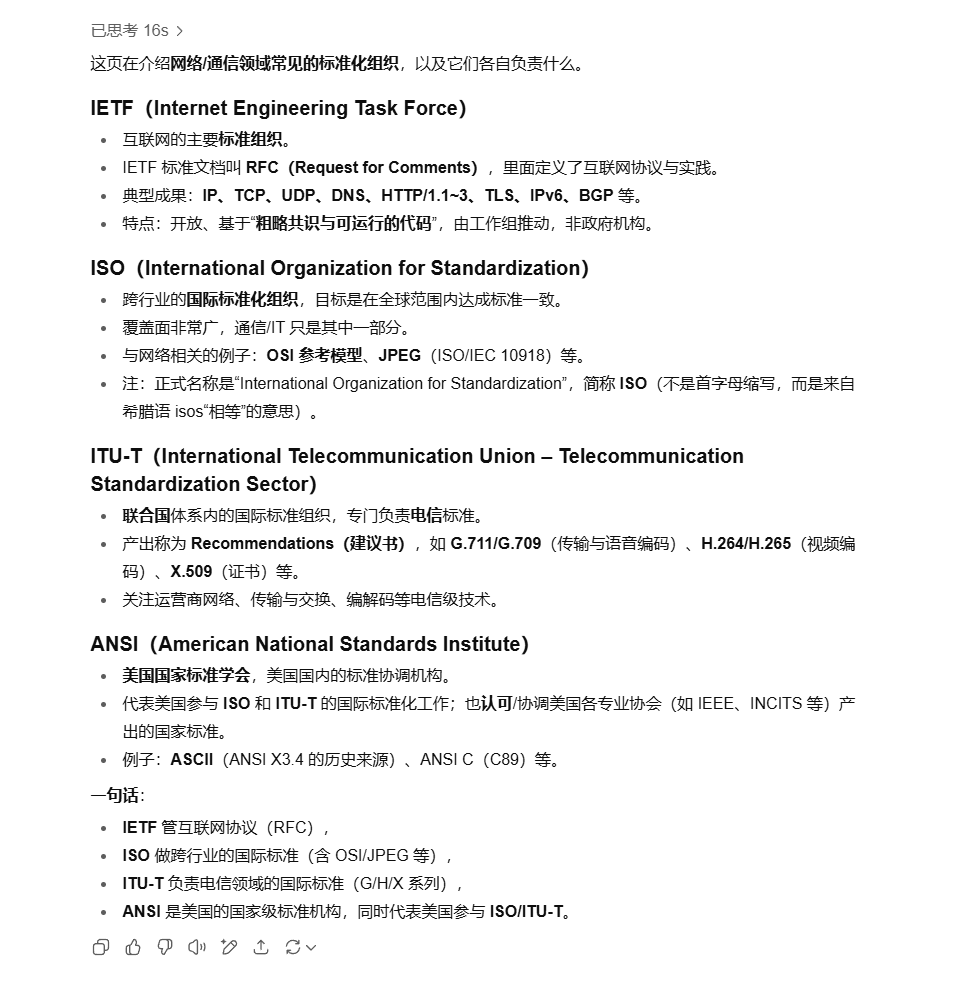 已思考 16s >
这页在介绍网络/通信领域常见的标准化组织，以及它们各自负责什么。
IETF（Internet Engineering Task Force）
• 互联网的主要标准组织。
• IETF 标准文档叫 RFC（Request for Comments），里面定义了互联网协议与实践。
• 典型成果：IP、TCP、UDP、DNS、HTTP/1.1~3、TLS、IPv6、BGP 等。
• 特点：开放、基于“粗略共识与可运行的代码”，由工作组推动，非政府机构。
ISO（International Organization for Standardization）
• 跨行业的国际标准化组织，目标是在全球范围内达成标准一致。
• 覆盖面非常广，通信/IT 只是其中一部分。
• 与网络相关的例子：OSI 参考模型、JPEG（ISO/IEC 10918）等。
• 注：正式名称是“International Organization for Standardization”，简称 ISO（不是首字母缩写，而是来自
希腊语 isos“相等”的意思）。
ITU-T（International Telecommunication Union – Telecommunication
Standardization Sector）
• 联合国体系内的国际标准组织，专门负责电信标准。
• 产出称为 Recommendations（建议书），如 G.711/G.709（传输与语音编码）、H.264/H.265（视频编
码）、X.509（证书）等。
• 关注运营商网络、传输与交换、编解码等电信级技术。
ANSI（American National Standards Institute）
• 美国国家标准学会，美国国内的标准协调机构。
• 代表美国参与 ISO 和 ITU-T 的国际标准化工作；也认可/协调美国各专业协会（如 IEEE、INCITS 等）产
出的国家标准。
• 例子：ASCII（ANSI X3.4 的历史来源）、ANSI C（C89）等。
一句话：
• IETF 管互联网协议（RFC），
• ISO 做跨行业的国际标准（含 OSI/JPEG 等），
• ITU-T 负责电信领域的国际标准（G/H/X 系列），
• ANSI 是美国的国家级标准机构，同时代表美国参与 ISO/ITU-T。